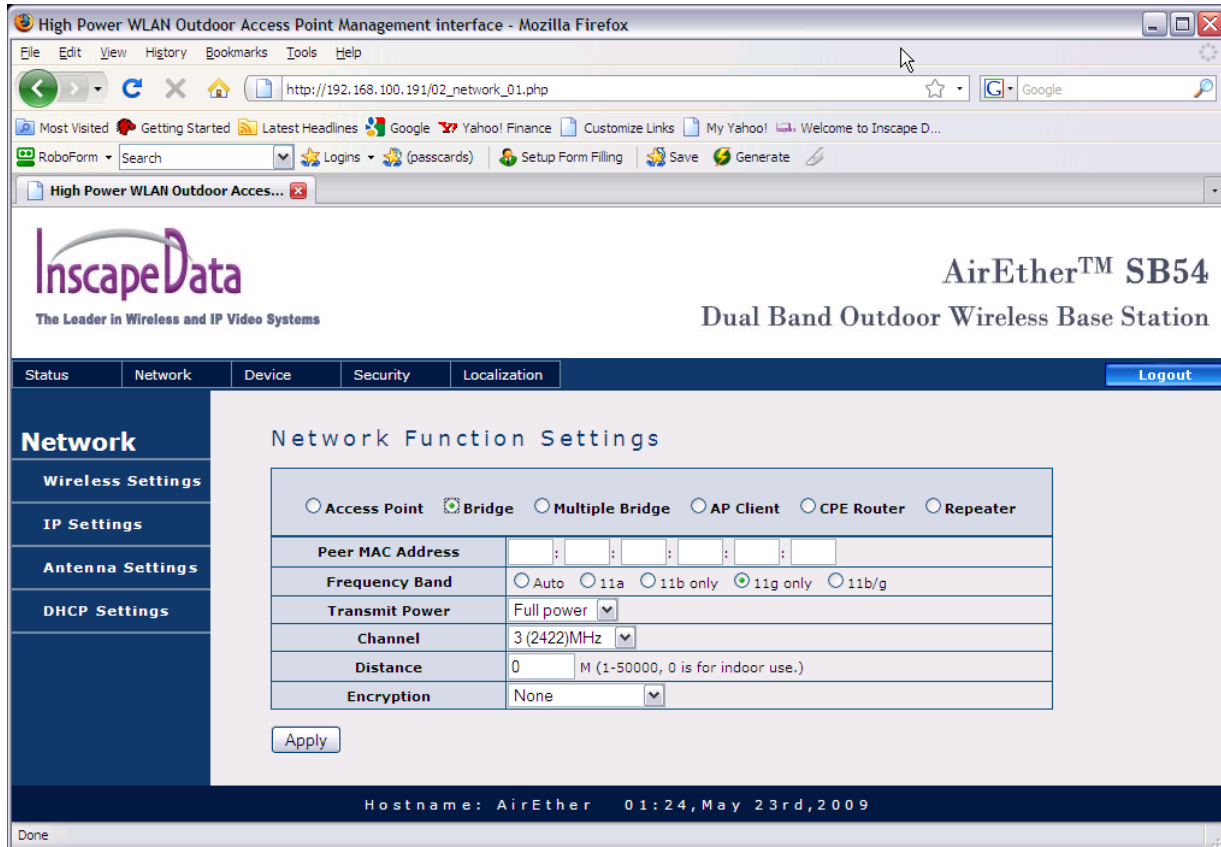 High Power WLAN Outdoor Access Point Management interface - Mozilla Firefox
File Edit View History Bookmarks Tools Help
http://192.168.100.191/02_network_01.php
G Google
Most Visited Getting Started Latest Headlines Google Yahoo! Finance Customize Links My Yahoo! Welcome to Inscape D...
RoboForm Search Logins (passcards) Setup Form Filling Save Generate
High Power WLAN Outdoor Acces...
InscapeData
The Leader in Wireless and IP Video Systems
AirEther™ SB54
Dual Band Outdoor Wireless Base Station
Status Network Device Security Localization Logout
Network
Wireless Settings
IP Settings
Antenna Settings
DHCP Settings
Network Function Settings
Access Point Bridge Multiple Bridge AP Client CPE Router Repeater
Peer MAC Address : : : : :
Frequency Band Auto 11a 11b only 11g only 11b/g
Transmit Power Full power
Channel 3 (2422)MHz
Distance 0 M (1-50000, 0 is for indoor use.)
Encryption None
Apply
Hostname: AirEther 01:24,May 23rd,2009
Done